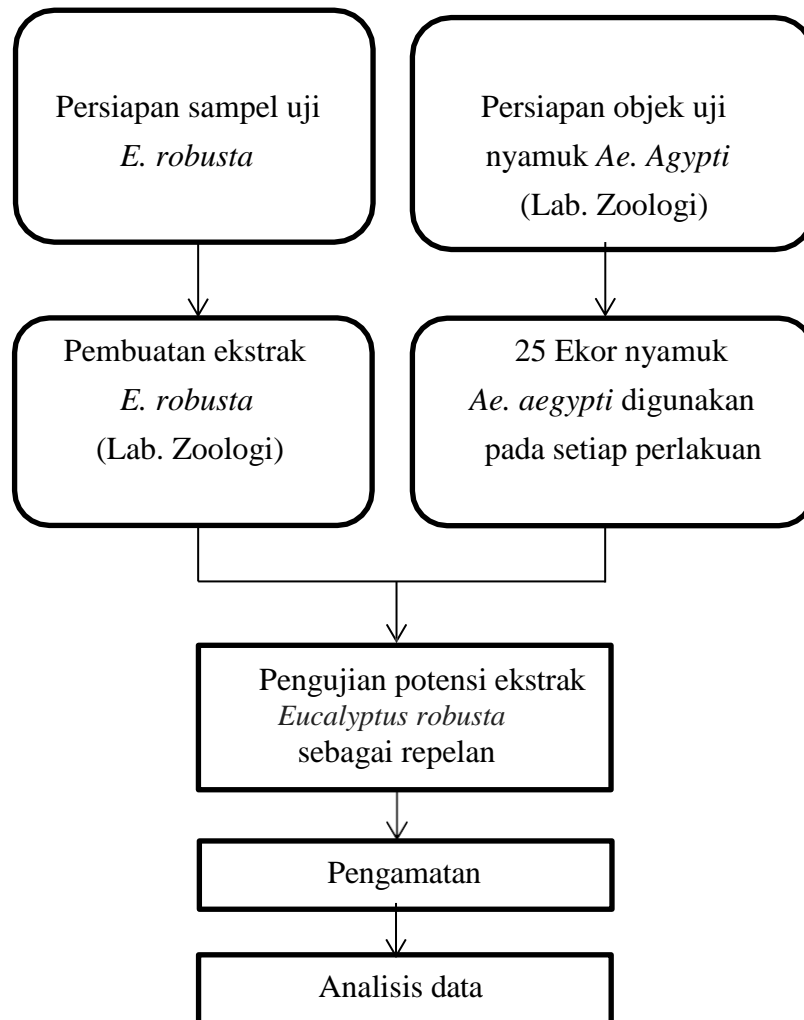 Persiapan sampel uji
E. robusta
Persiapan objek uji
nyamuk Ae. Agypti
(Lab. Zoologi)
Pembuatan ekstrak
E. robusta
(Lab. Zoologi)
25 Ekor nyamuk
Ae. aegypti digunakan
pada setiap perlakuan
Pengujian potensi ekstrak
Eucalyptus robusta
sebagai repelan
Pengamatan
Analisis data